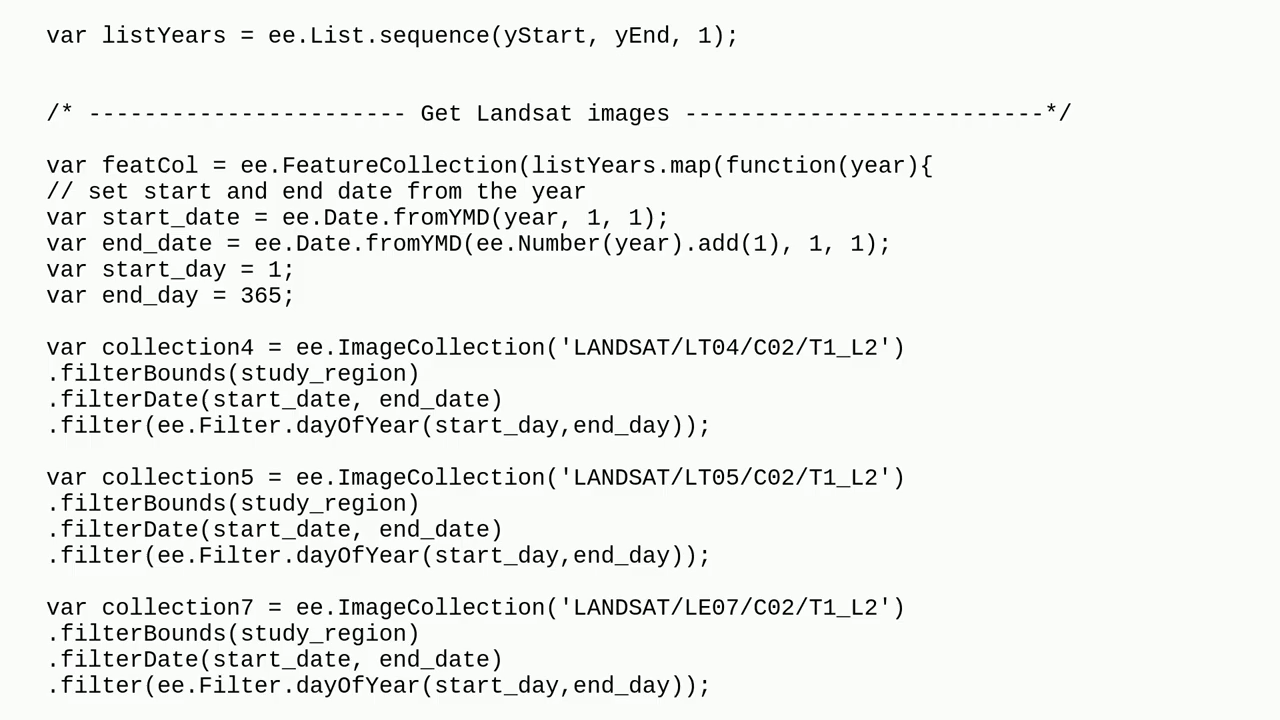 var listYears = ee.List.sequence(yStart, yEnd, 1);
/* ----------------------- Get Landsat images --------------------------*/
var featCol = ee.FeatureCollection(listYears.map(function(year){
// set start and end date from the year
var start_date = ee.Date.fromYMD(year, 1, 1);
var end_date = ee.Date.fromYMD(ee.Number(year).add(1), 1, 1);
var start_day = 1;
var end_day = 365;
var collection4 = ee.ImageCollection('LANDSAT/LT04/C02/T1_L2')
.filterBounds(study_region)
.filterDate(start_date, end_date)
.filter(ee.Filter.dayOfYear(start_day,end_day));
var collection5 = ee.ImageCollection('LANDSAT/LT05/C02/T1_L2')
.filterBounds(study_region)
.filterDate(start_date, end_date)
.filter(ee.Filter.dayOfYear(start_day,end_day));
var collection7 = ee.ImageCollection('LANDSAT/LE07/C02/T1_L2')
.filterBounds(study_region)
.filterDate(start_date, end_date)
.filter(ee.Filter.dayOfYear(start_day,end_day));